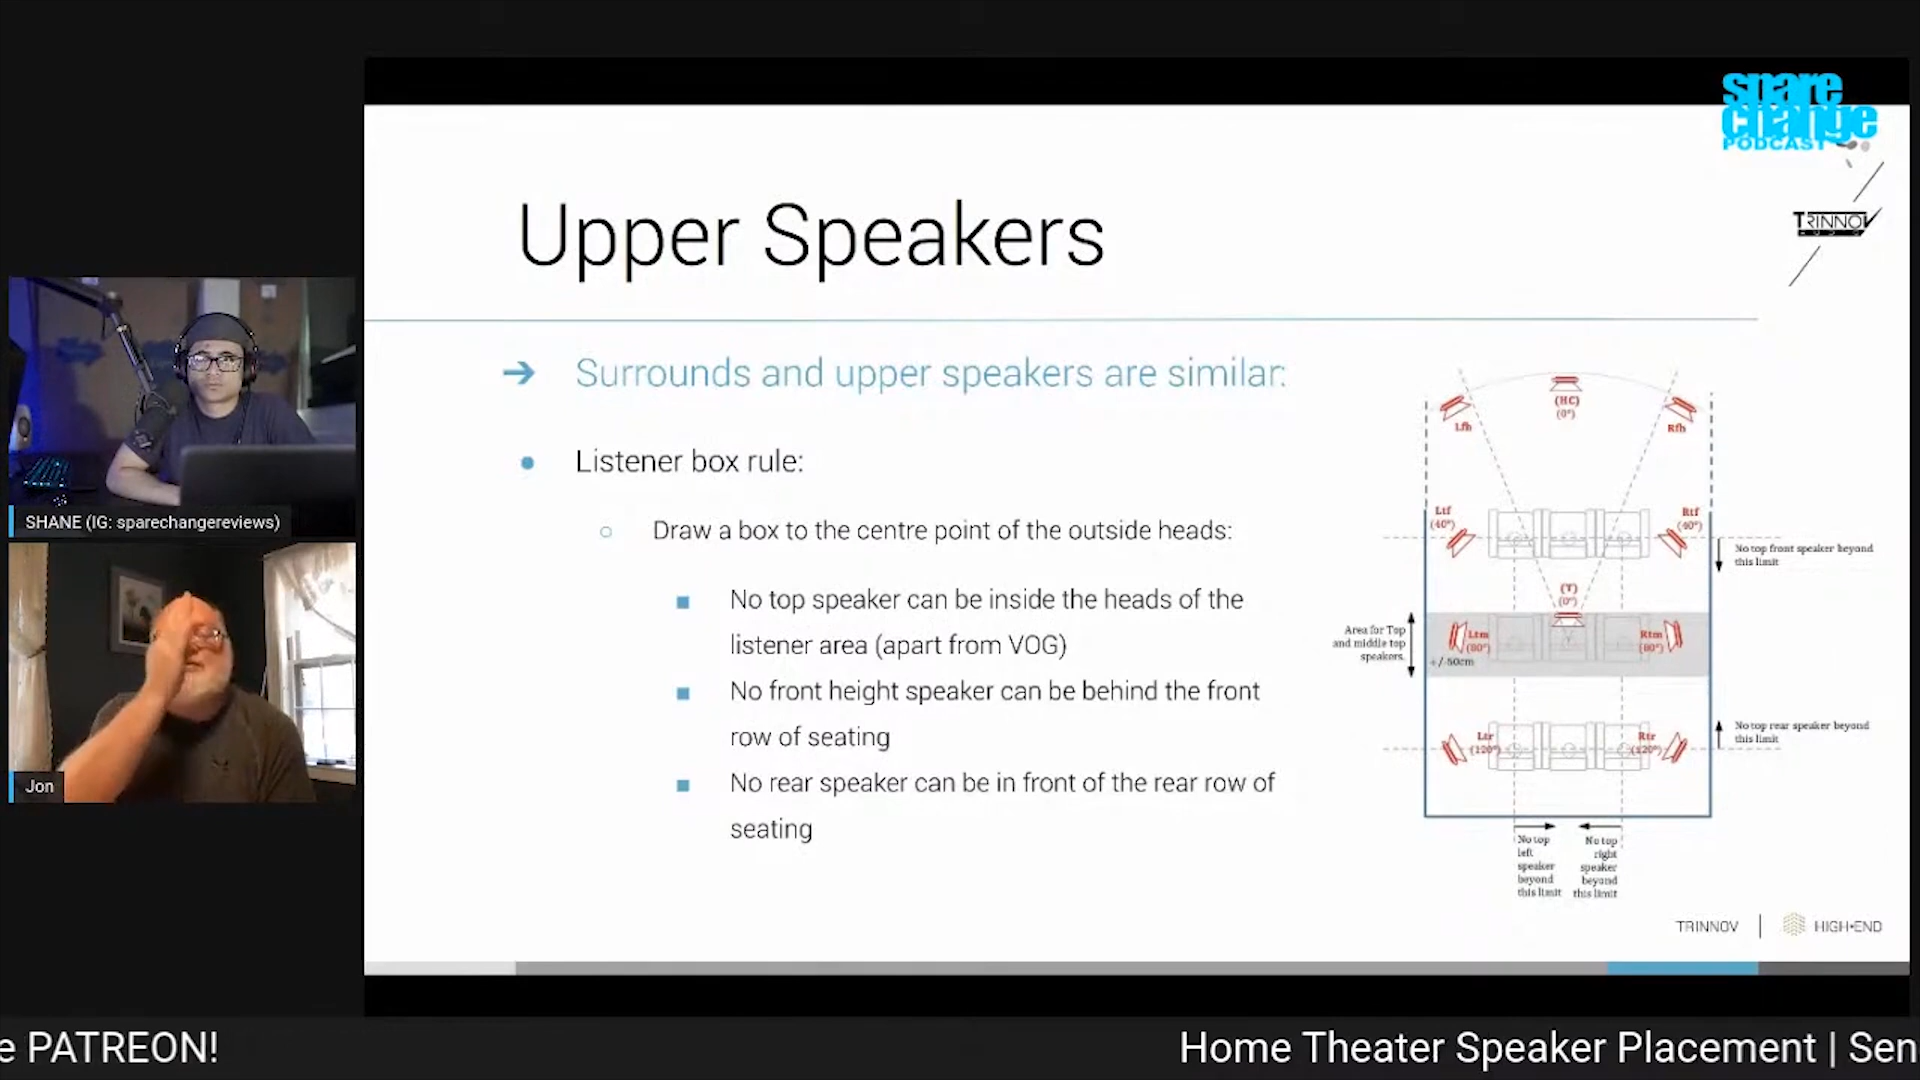 spare
change
PODCAST
TRINNOV
AUDIO
Upper Speakers
→ Surrounds and upper speakers are similar:
Listener box rule:
Draw a box to the centre point of the outside heads:
No top speaker can be inside the heads of the
listener area (apart from VOG)
No front height speaker can be behind the front
row of seating
No rear speaker can be in front of the rear row of
seating
(HC)
(0°)
Lfh
Rfh
Ltf
(40°)
Rtf
(40°)
No top front speaker beyond
this limit
(T)
(0°)
Area for Top
and middle top
speakers.
Ltm
(80°)
+/-50cm
Rtm
(80°)
Ltr
(120°)
Rtr
(120°)
No top rear speaker beyond
this limit
No top
left
speaker
beyond
this limit
No top
right
speaker
beyond
this limit
TRINNOV | HIGH•END
SHANE (IG: sparechangereviews)
Jon
e PATREON!
Home Theater Speaker Placement | Sen